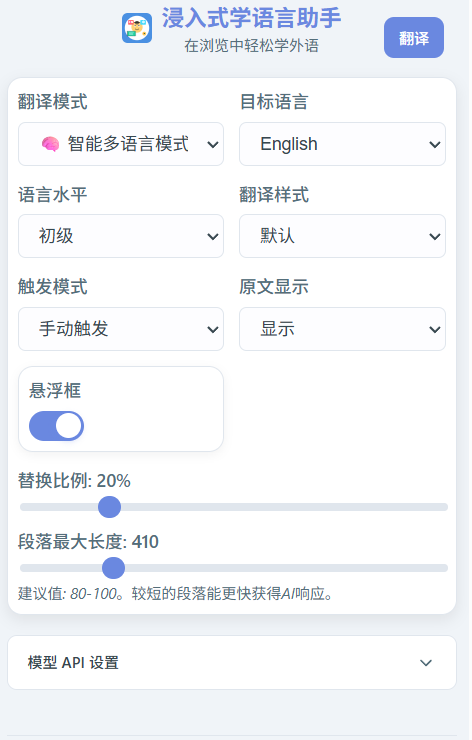 浸入式学语言助手
在浏览中轻松学外语
翻译
翻译模式
目标语言
🧠 智能多语言模式
English
语言水平
翻译样式
初级
默认
触发模式
原文显示
手动触发
显示
悬浮框
替换比例: 20%
段落最大长度: 410
建议值: 80-100。较短的段落能更快获得AI响应。
模型 API 设置